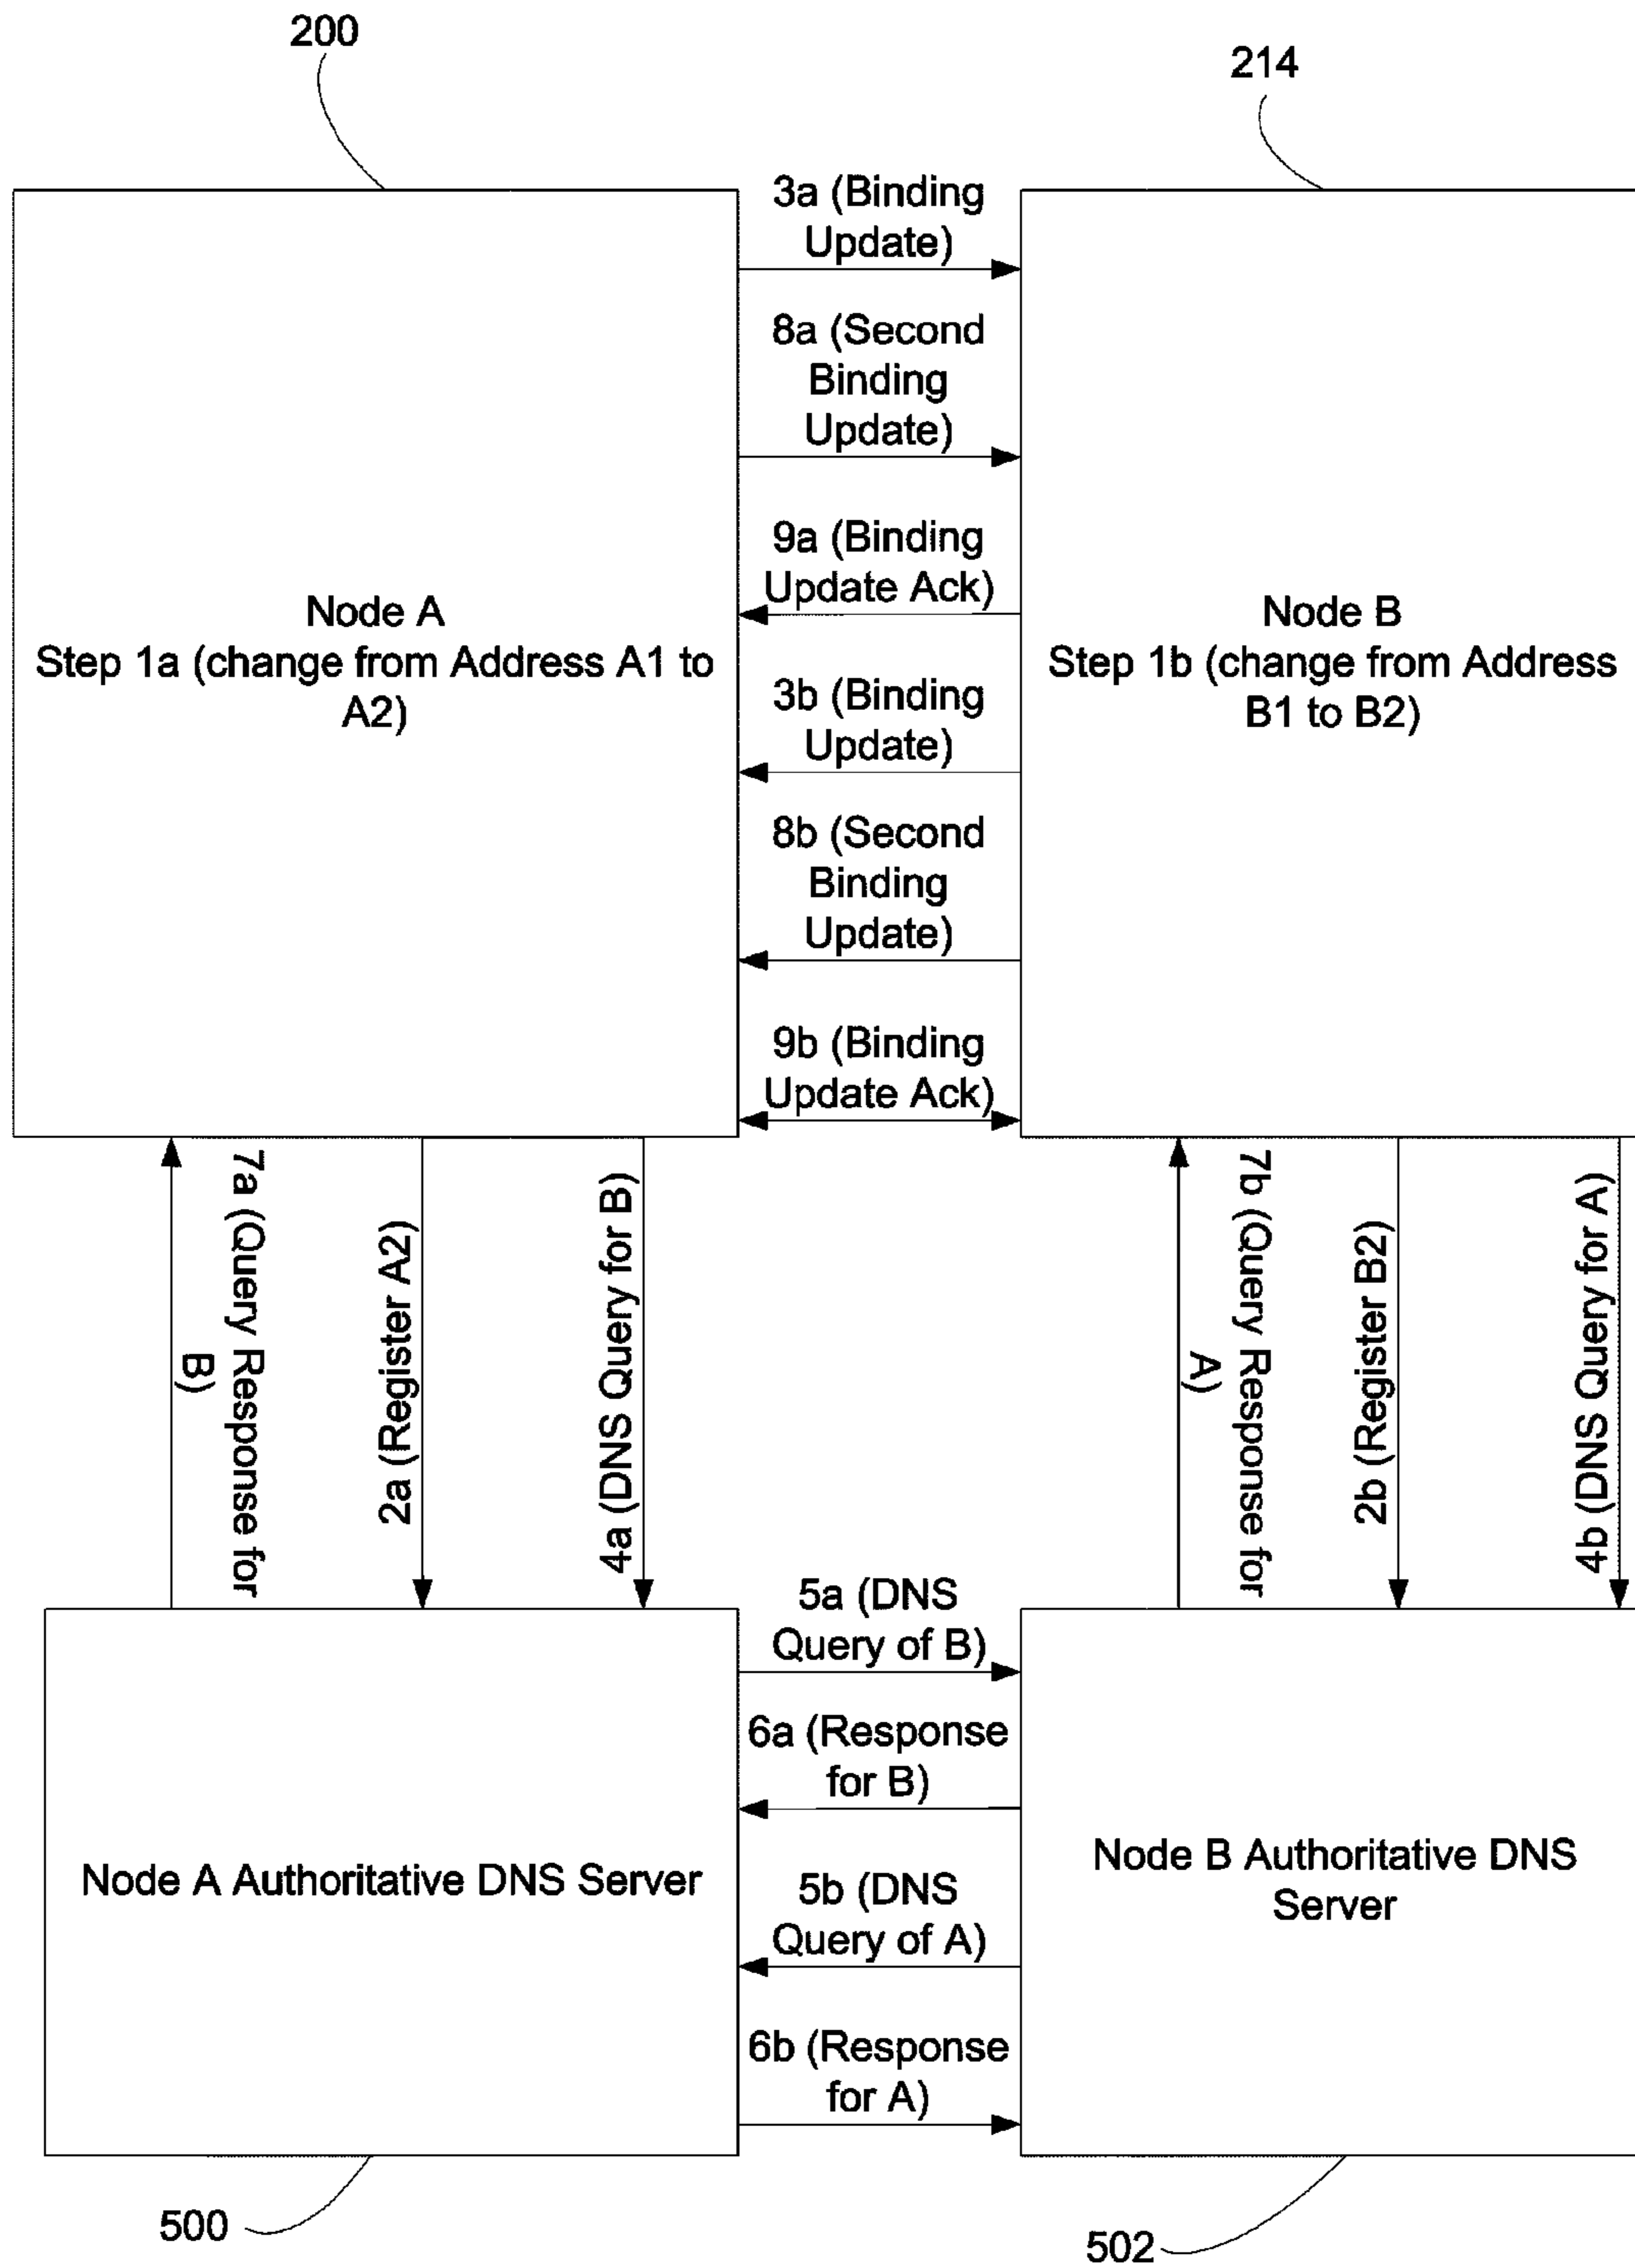 200
214
3a (Binding
Update)
8a (Second
Binding
Update)
9a (Binding
Update Ack)
Node A
Step 1a (change from Address A1 to
A2)
Node B
Step 1b (change from Address
B1 to B2)
3b (Binding
Update)
8b (Second
Binding
Update)
9b (Binding
Update Ack)
7a (Query Response for
B)
2a (Register A2)
4a (DNS Query for B)
7b (Query Response for
A)
2b (Register B2)
4b (DNS Query for A)
5a (DNS
Query of B)
6a (Response
for B)
Node A Authoritative DNS Server
Node B Authoritative DNS
Server
5b (DNS
Query of A)
6b (Response
for A)
500
502